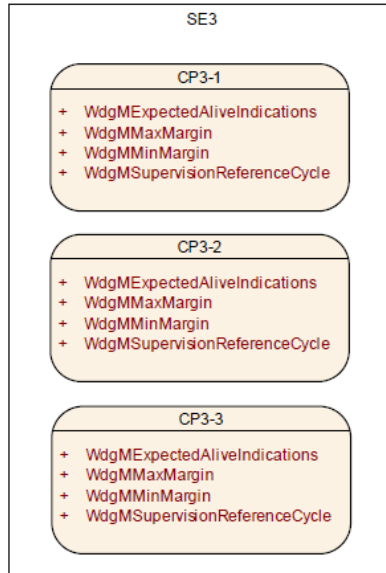 SE3
CP3-1
+ WdgMExpectedAliveIndications
+ WdgMMaxMargin
+ WdgMMinMargin
+ WdgMSupervisionReferenceCycle
CP3-2
+ WdgMExpectedAliveIndications
+ WdgMMaxMargin
+ WdgMMinMargin
+ WdgMSupervisionReferenceCycle
CP3-3
+ WdgMExpectedAliveIndications
+ WdgMMaxMargin
+ WdgMMinMargin
+ WdgMSupervisionReferenceCycle